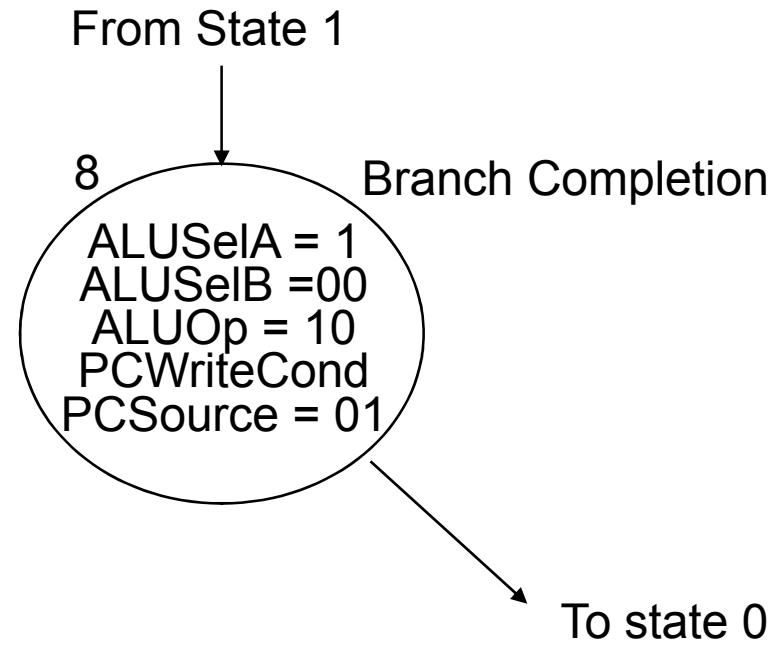 From State 1
8
Branch Completion
ALUSelA = 1
ALUSelB =00
ALUOp = 10
PCWriteCond
PCSource = 01
To state 0